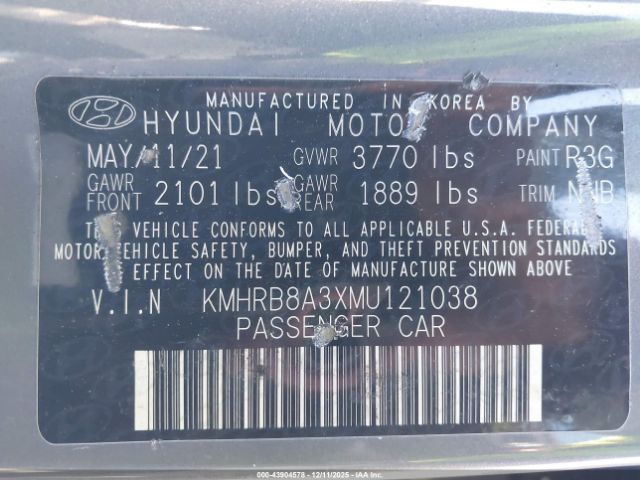 MANUFACTURED IN KOREA BY
HYUNDAI MOTOR COMPANY
MAY/11/21 GVWR 3770 lbs PAINT R3G
GAWR FRONT 2101 lbs GAWR REAR 1889 lbs TRIM NNB
THIS VEHICLE CONFORMS TO ALL APPLICABLE U.S.A. FEDERAL
MOTOR VEHICLE SAFETY, BUMPER, AND THEFT PREVENTION STANDARDS
EFFECT ON THE DATE OF MANUFACTURE SHOWN ABOVE
V.I.N KMHRB8A3XMU121038
PASSENGER CAR
000-43904578 - 12/11/2025 - IAAI.CA